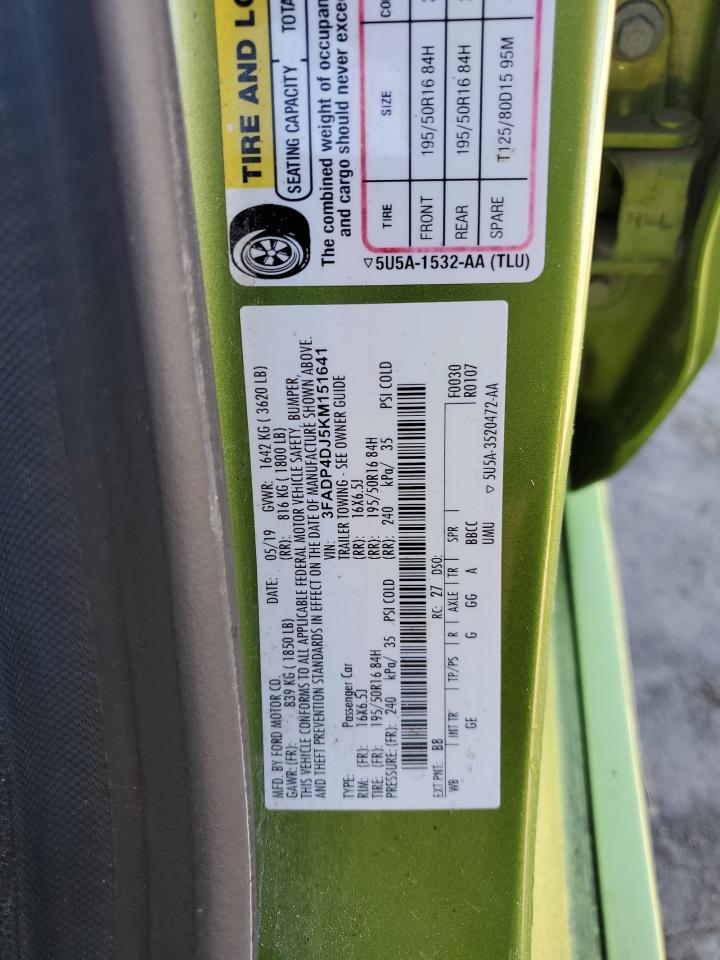 TIRE AND LO
SEATING CAPACITY TOTA
The combined weight of occupan
and cargo should never excee
TIRE SIZE CO
FRONT 195/50R16 84H
REAR 195/50R16 84H
SPARE T125/80D15 95M
▽5U5A-1532-AA (TLU)
MFD. BY FORD MOTOR CO.
DATE: 05/19 GVWR: 1642 KG ( 3620 LB)
GAWR: (FR): 839 KG ( 1850 LB) (RR): 816 KG ( 1800 LB)
THIS VEHICLE CONFORMS TO ALL APPLICABLE FEDERAL MOTOR VEHICLE SAFETY, BUMPER,
AND THEFT PREVENTION STANDARDS IN EFFECT ON THE DATE OF MANUFACTURE SHOWN ABOVE.
VIN: 3FADP4DJ5KM151641
TYPE: Passenger Car TRAILER TOWING - SEE OWNER GUIDE
RIM: (FR): 16X6.5J (RR): 16X6.5J
TIRE: (FR): 195/50R16 84H (RR): 195/50R16 84H
PRESSURE: (FR): 240 kPa/ 35 PSI COLD (RR): 240 kPa/ 35 PSI COLD
EXT PNT: B8 RC: 27 DSO: F0030
WB INT TR TP/PS R AXLE TR SPR R0107
GE G GG A BBCC
UMU ▽ 5U5A-3520472-AA